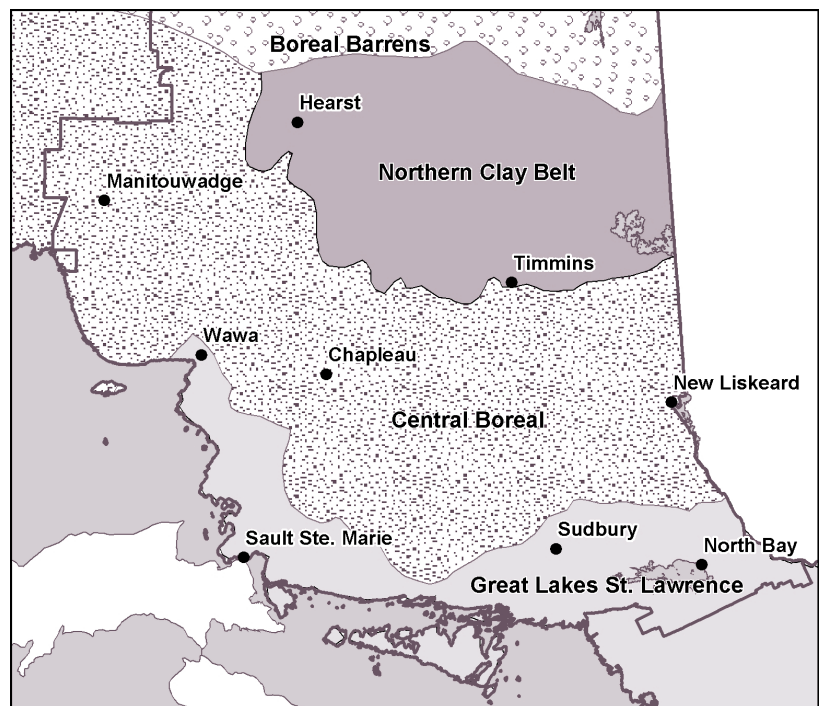 Boreal Barrens
Hearst
Northern Clay Belt
Manitouwadge
Timmins
Wawa
Chapleau
New Liskeard
Central Boreal
Sudbury
Sault Ste. Marie
North Bay
Great Lakes St. Lawrence